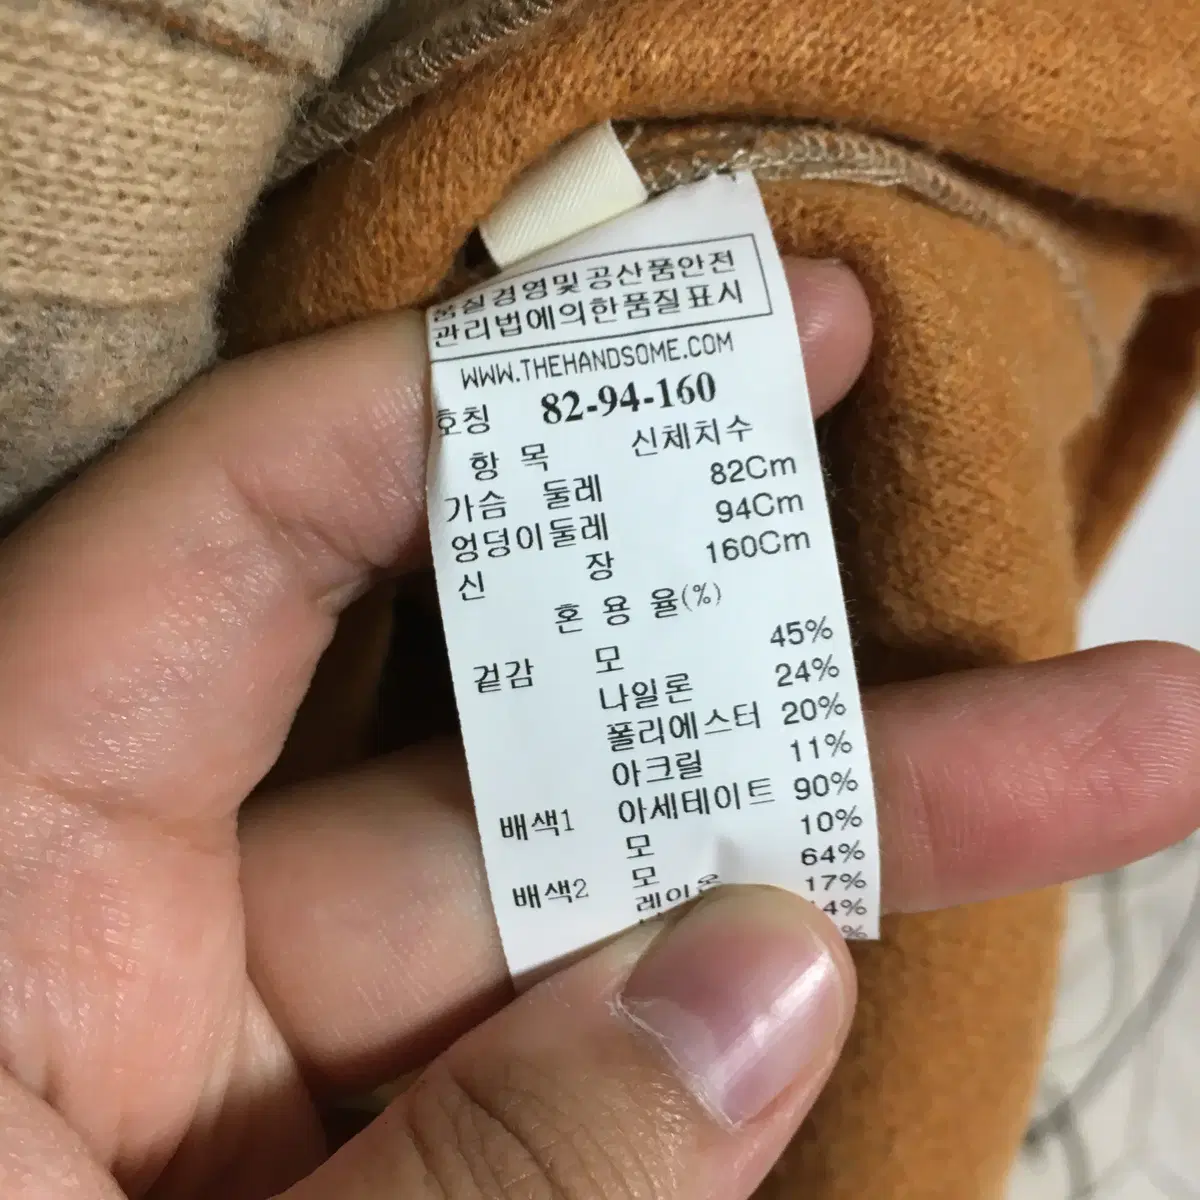 품질경영및공산품안전
관리법에의한품질표시
WWW.THEHANDSOME.COM
호칭 82-94-160
항 목 신체치수
가슴 둘레 82Cm
엉덩이둘레 94Cm
신 장 160Cm
혼 용 율(%)
겉감 모 45%
나일론 24%
폴리에스터 20%
아크릴 11%
배색1 아세테이트 90%
모 10%
배색2 모 64%
레이온 17%